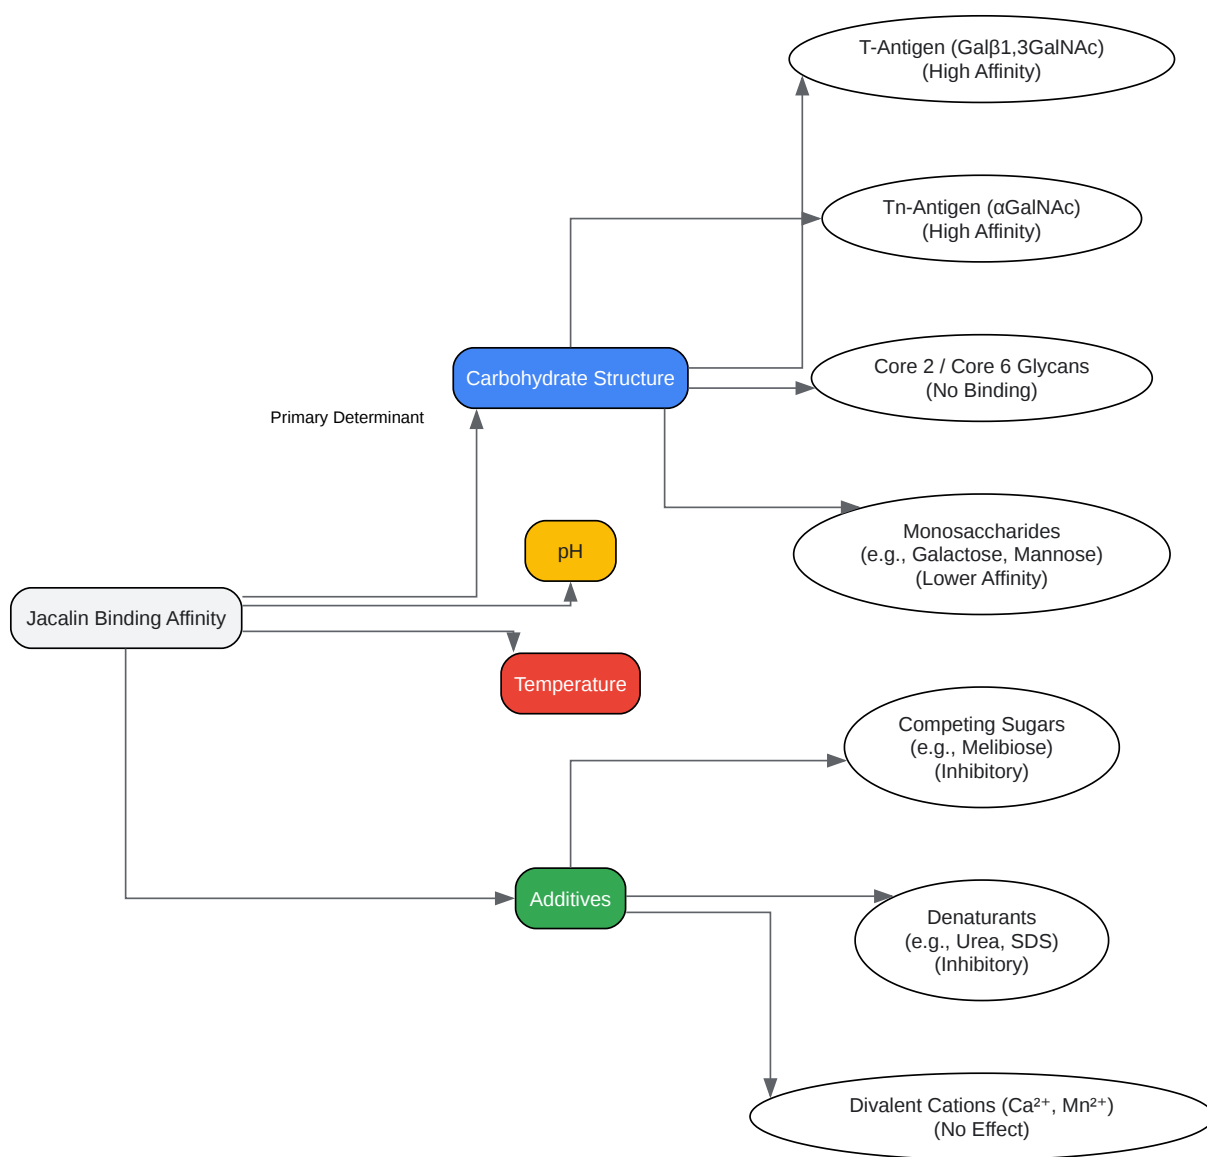 T-Antigen (Galβ1,3GalNAc)
(High Affinity)
Tn-Antigen (αGalNAc)
(High Affinity)
Carbohydrate Structure
Core 2 / Core 6 Glycans
(No Binding)
Primary Determinant
Monosaccharides
(e.g., Galactose, Mannose)
(Lower Affinity)
pH
Jacalin Binding Affinity
Temperature
Competing Sugars
(e.g., Melibiose)
(Inhibitory)
Additives
Denaturants
(e.g., Urea, SDS)
(Inhibitory)
Divalent Cations (Ca²⁺, Mn²⁺)
(No Effect)